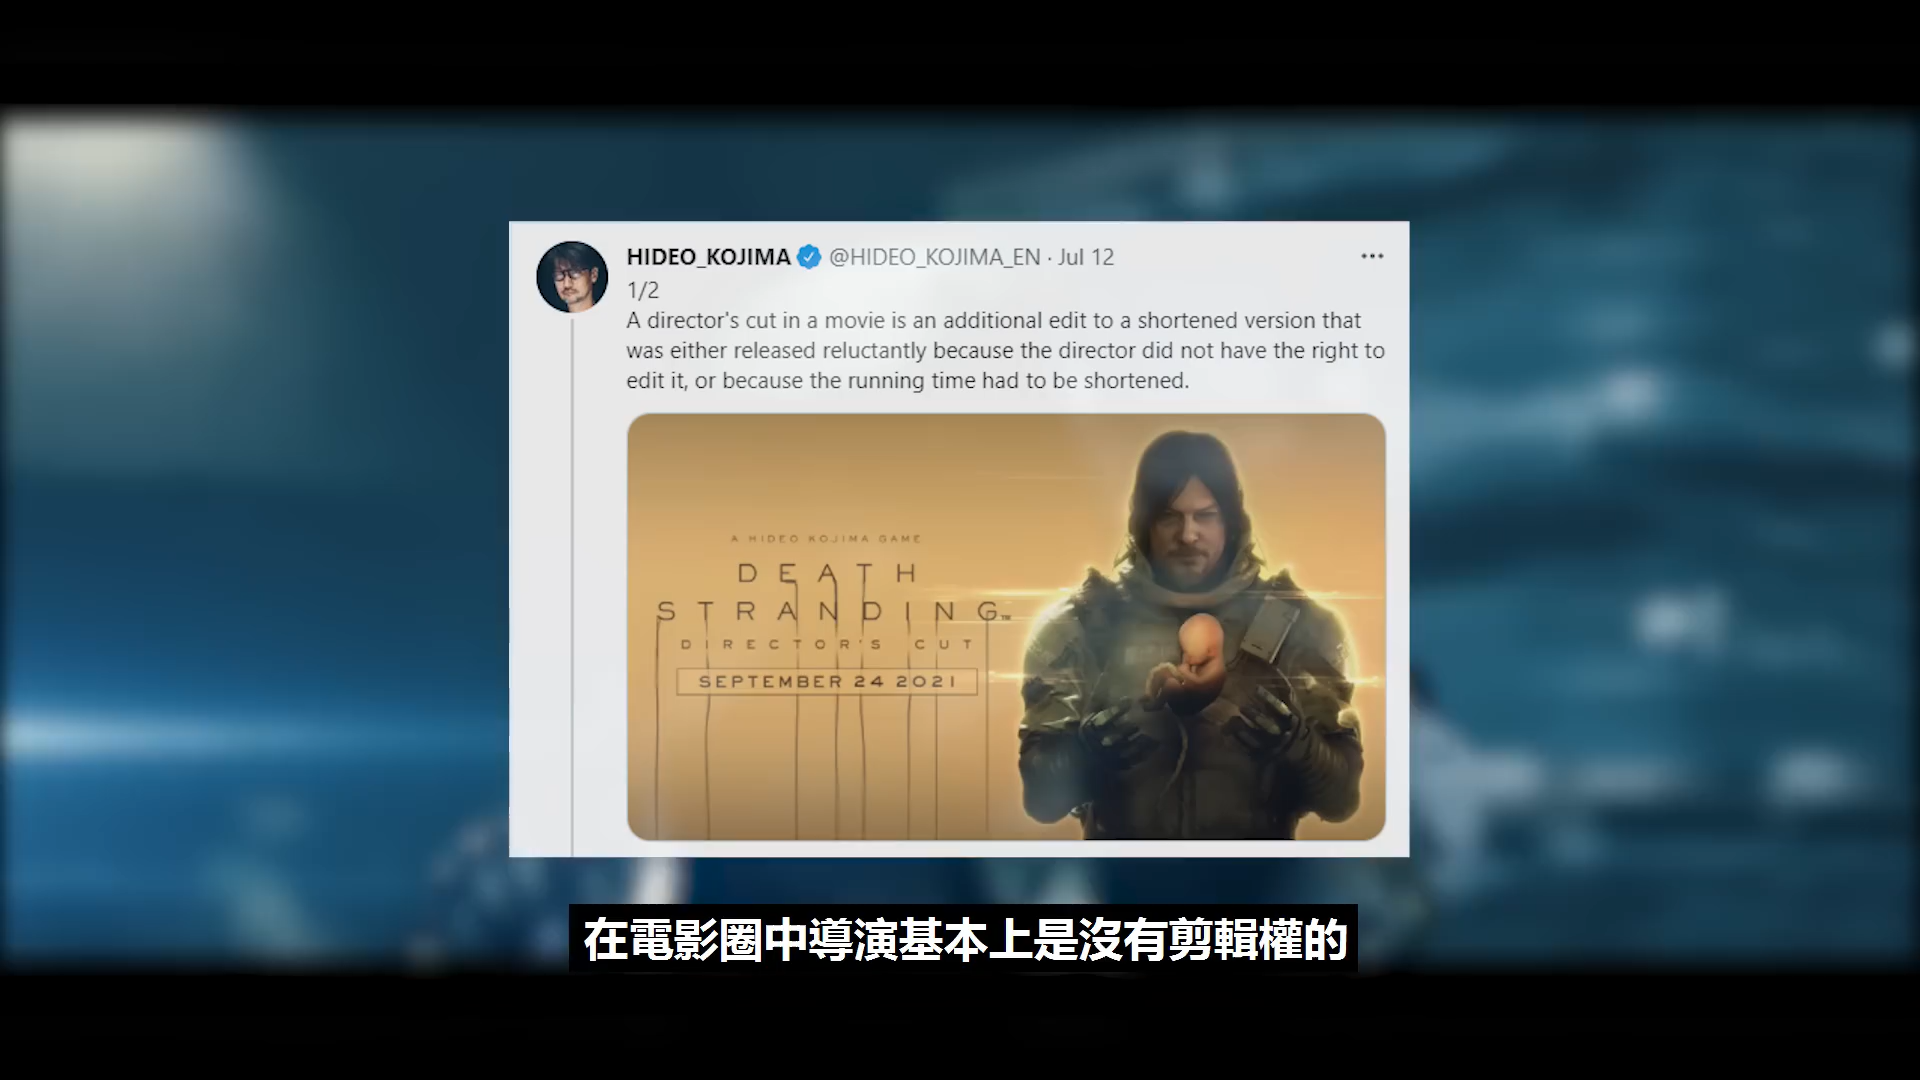 HIDEO_KOJIMA @HIDEO_KOJIMA_EN · Jul 12
1/2
A director's cut in a movie is an additional edit to a shortened version that
was either released reluctantly because the director did not have the right to
edit it, or because the running time had to be shortened.
A HIDEO KOJIMA GAME
DEATH
STRANDING™
DIRECTOR'S CUT
SEPTEMBER 24 2021
在電影圈中導演基本上是沒有剪輯權的